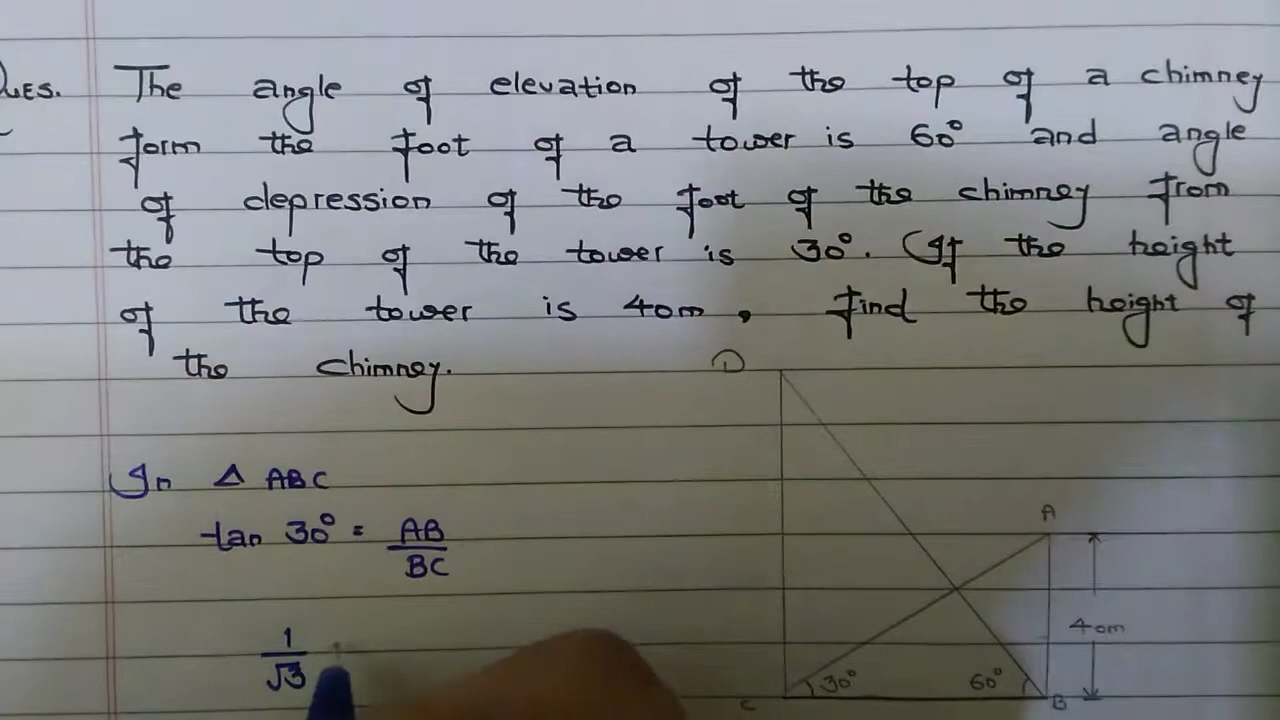 Ques. The angle of elevation of the top of a chimney
form the foot of a tower is 60° and angle
of depression of the foot of the chimney from
the top of the tower is 30°. If the height
of the tower is 40m, find the height of
the chimney.
D
In △ ABC
tan 30° = AB/BC
A
1/√3
40m
30°
60°
C
B